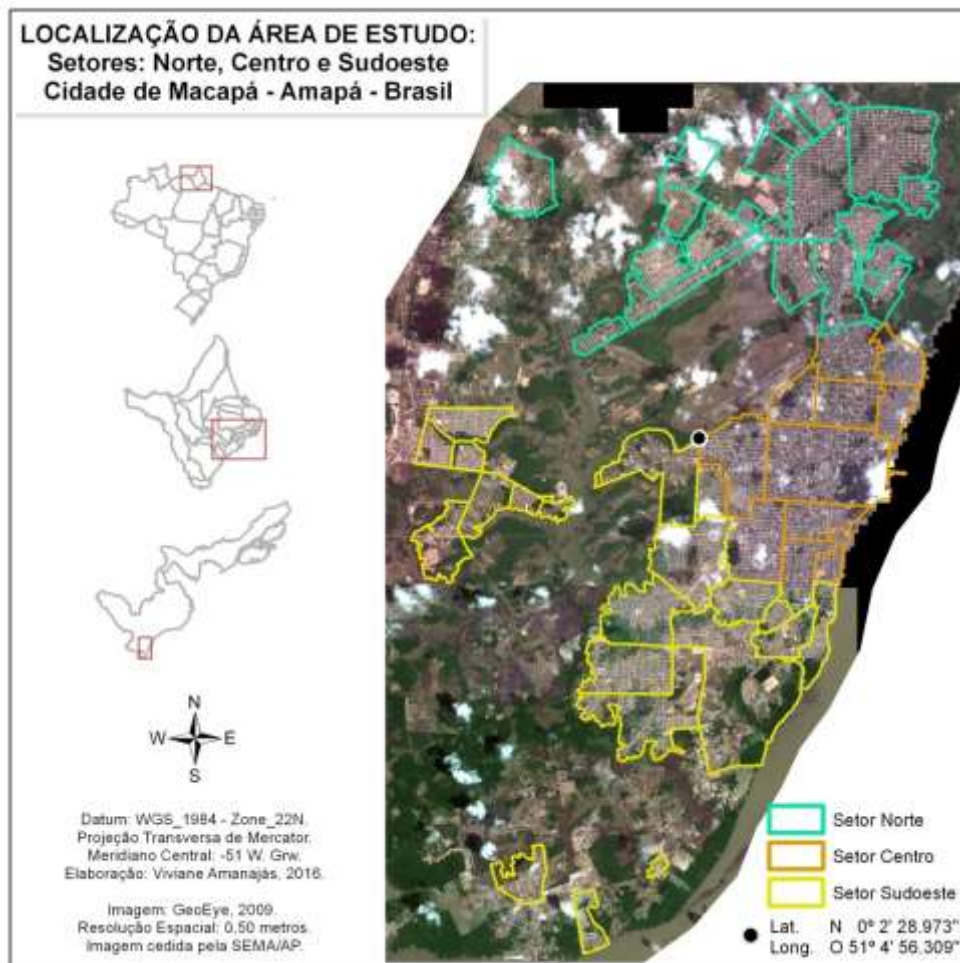 LOCALIZAÇÃO DA ÁREA DE ESTUDO:
Setores: Norte, Centro e Sudoeste
Cidade de Macapá - Amapá - Brasil
N
W E
S
Datum: WGS_1984 - Zone_22N.
Projeção Transversa de Mercator.
Meridiano Central: -51 W. Grw.
Elaboração: Viviane Amanajás, 2016.
Imagem: GeoEye, 2009.
Resolução Espacial: 0,50 metros.
Imagem cedida pela SEMA/AP.
Setor Norte
Setor Centro
Setor Sudoeste
Lat. N 0º 2' 28.973"
Long. O 51º 4' 56.309"